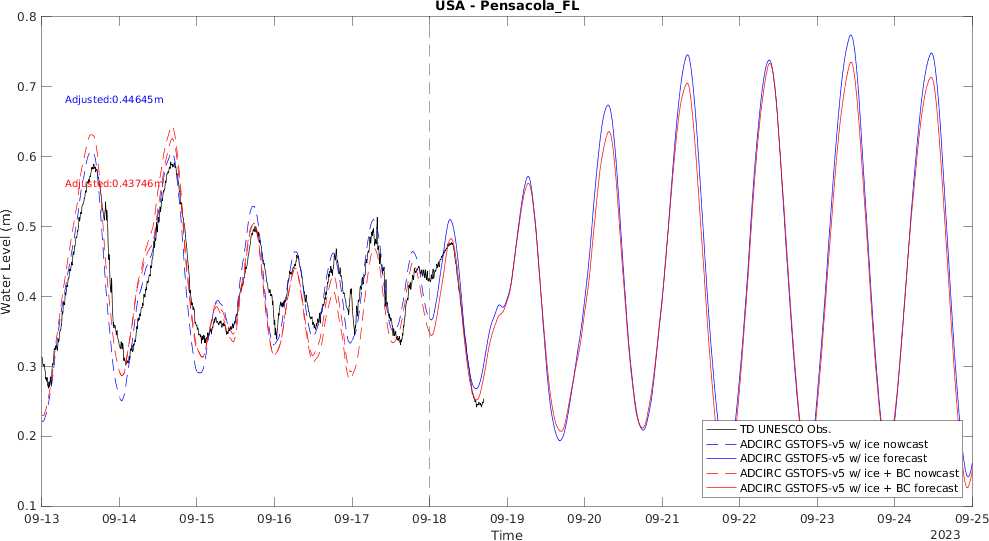 USA - Pensacola_FL
0.8
0.7
0.6
0.5
0.4
0.3
0.2
0.1
Water Level (m)
Adjusted:0.44645m
Adjusted:0.43746m
TD UNESCO Obs.
ADCIRC GSTOFS-v5 w/ ice nowcast
ADCIRC GSTOFS-v5 w/ ice forecast
ADCIRC GSTOFS-v5 w/ ice + BC nowcast
ADCIRC GSTOFS-v5 w/ ice + BC forecast
09-13 09-14 09-15 09-16 09-17 09-18 09-19 09-20 09-21 09-22 09-23 09-24 09-25
Time
2023